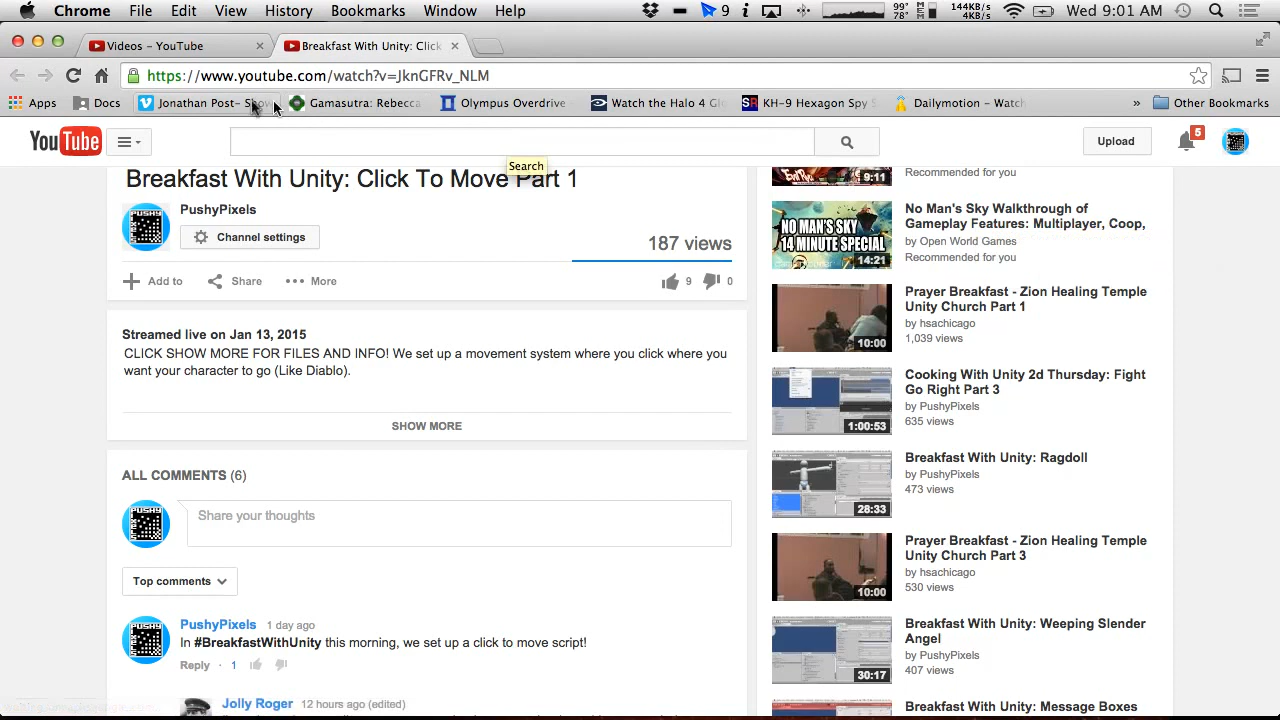 Chrome File Edit View History Bookmarks Window Help 9 99° 78° 144KB/s 4KB/s Wed 9:01 AM
Videos - YouTube
Breakfast With Unity: Click
https://www.youtube.com/watch?v=JknGFRv_NLM
Apps Docs Jonathan Post- Show Gamasutra: Rebecca Olympus Overdrive Watch the Halo 4 Gl KH-9 Hexagon Spy S Dailymotion - Watch » Other Bookmarks
YouTube
Upload
5
Search
Breakfast With Unity: Click To Move Part 1
PushyPixels
Channel settings
187 views
Add to Share More
9 0
Streamed live on Jan 13, 2015
CLICK SHOW MORE FOR FILES AND INFO! We set up a movement system where you click where you
want your character to go (Like Diablo).
SHOW MORE
ALL COMMENTS (6)
Share your thoughts
Top comments
PushyPixels 1 day ago
In #BreakfastWithUnity this morning, we set up a click to move script!
Reply · 1
Jolly Roger 12 hours ago (edited)
9:11
Recommended for you
NO MAN'S SKY
14 MINUTE SPECIAL
14:21
No Man's Sky Walkthrough of
Gameplay Features: Multiplayer, Coop,
by Open World Games
Recommended for you
10:00
Prayer Breakfast - Zion Healing Temple
Unity Church Part 1
by hsachicago
1,039 views
1:00:53
Cooking With Unity 2d Thursday: Fight
Go Right Part 3
by PushyPixels
635 views
28:33
Breakfast With Unity: Ragdoll
by PushyPixels
473 views
10:00
Prayer Breakfast - Zion Healing Temple
Unity Church Part 3
by hsachicago
530 views
30:17
Breakfast With Unity: Weeping Slender
Angel
by PushyPixels
407 views
Breakfast With Unity: Message Boxes